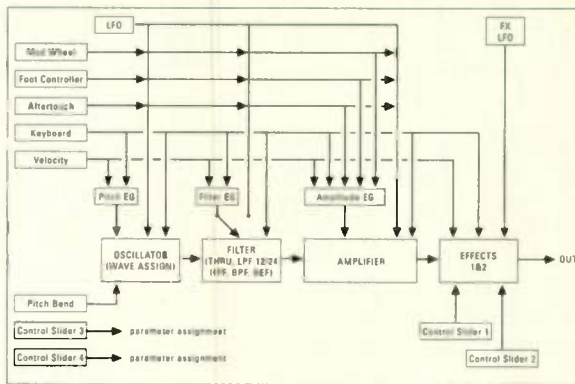 LFO
FX
LFO
Mod Wheel
Foot Controller
Aftertouch
Keyboard
Velocity
Pitch EG
Filter EG
Amplitude EG
OSCILLATOR
(WAVE ASSIGN)
FILTER
(THRU, LPF 12/24
HPF, BPF, BEF)
AMPLIFIER
EFFECTS
1&2
OUT
Pitch Bend
Control Slider 3
parameter assignment
Control Slider 4
parameter assignment
Control Slider 1
Control Slider 2